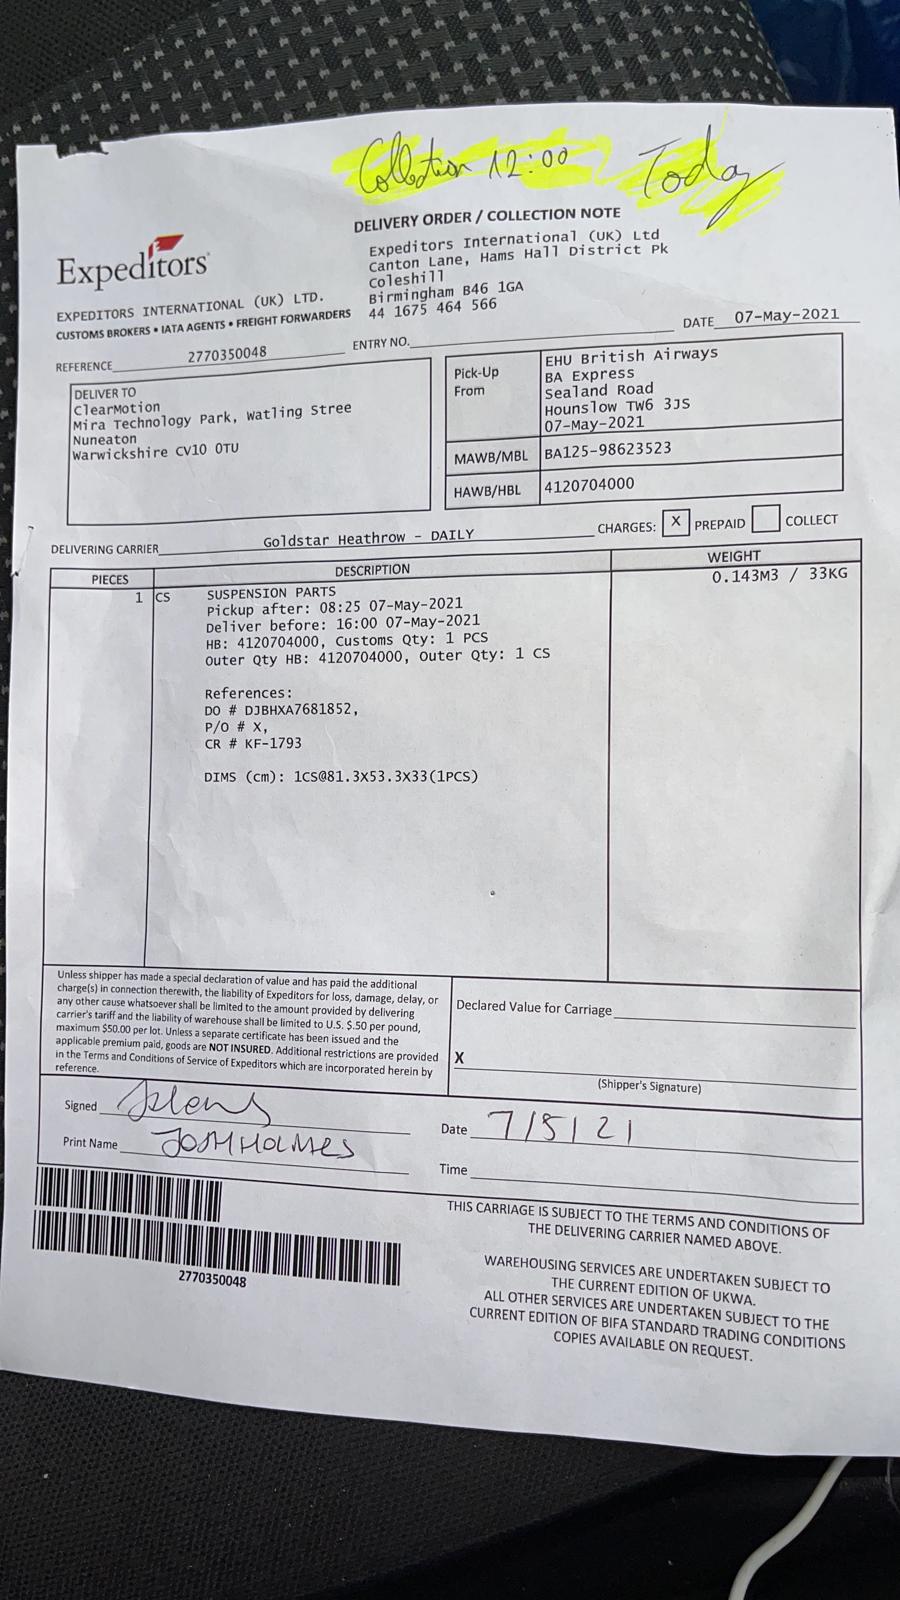 Collection 12:00 Today
DELIVERY ORDER / COLLECTION NOTE
Expeditors
Expeditors International (UK) Ltd
Canton Lane, Hams Hall District Pk
Coleshill
Birmingham B46 1GA
44 1675 464 566
EXPEDITORS INTERNATIONAL (UK) LTD.
CUSTOMS BROKERS • IATA AGENTS • FREIGHT FORWARDERS
DATE 07-May-2021
REFERENCE 2770350048 ENTRY NO.
DELIVER TO
ClearMotion
Mira Technology Park, Watling Stree
Nuneaton
Warwickshire CV10 0TU
Pick-Up From
EHU British Airways
BA Express
Sealand Road
Hounslow TW6 3JS
07-May-2021
MAWB/MBL BA125-98623523
HAWB/HBL 4120704000
DELIVERING CARRIER Goldstar Heathrow - DAILY CHARGES: X PREPAID COLLECT
PIECES DESCRIPTION WEIGHT
1 CS SUSPENSION PARTS 0.143M3 / 33KG
Pickup after: 08:25 07-May-2021
Deliver before: 16:00 07-May-2021
HB: 4120704000, Customs Qty: 1 PCS
Outer Qty HB: 4120704000, Outer Qty: 1 CS
References:
DO # DJBHXA7681852,
P/O # X,
CR # KF-1793
DIMS (cm): 1CS@81.3X53.3X33(1PCS)
Unless shipper has made a special declaration of value and has paid the additional
charge(s) in connection therewith, the liability of Expeditors for loss, damage, delay, or
any other cause whatsoever shall be limited to the amount provided by delivering
carrier's tariff and the liability of warehouse shall be limited to U.S. $.50 per pound,
maximum $50.00 per lot. Unless a separate certificate has been issued and the
applicable premium paid, goods are NOT INSURED. Additional restrictions are provided
in the Terms and Conditions of Service of Expeditors which are incorporated herein by
reference.
Declared Value for Carriage
X
(Shipper's Signature)
Signed
Print Name JOSH HOLMES
Date 7/5/21
Time
2770350048
THIS CARRIAGE IS SUBJECT TO THE TERMS AND CONDITIONS OF
THE DELIVERING CARRIER NAMED ABOVE.
WAREHOUSING SERVICES ARE UNDERTAKEN SUBJECT TO
THE CURRENT EDITION OF UKWA.
ALL OTHER SERVICES ARE UNDERTAKEN SUBJECT TO THE
CURRENT EDITION OF BIFA STANDARD TRADING CONDITIONS
COPIES AVAILABLE ON REQUEST.